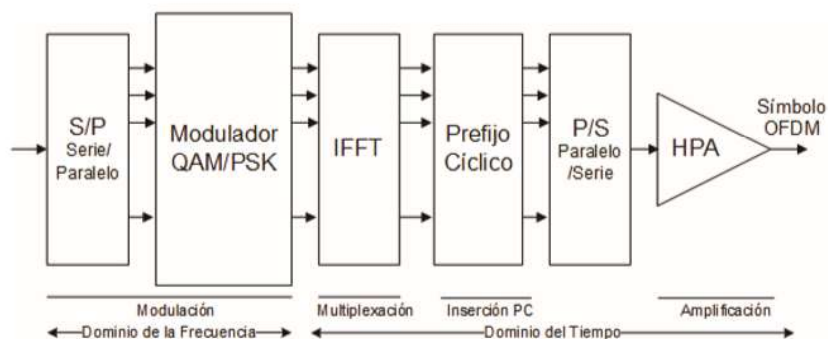 S/P
Serie/
Paralelo
Modulador
QAM/PSK
IFFT
Prefijo
Cíclico
P/S
Paralelo
/Serie
HPA
Símbolo
OFDM
Modulación
Multiplexación
Inserción PC
Amplificación
Dominio de la Frecuencia
Dominio del Tiempo